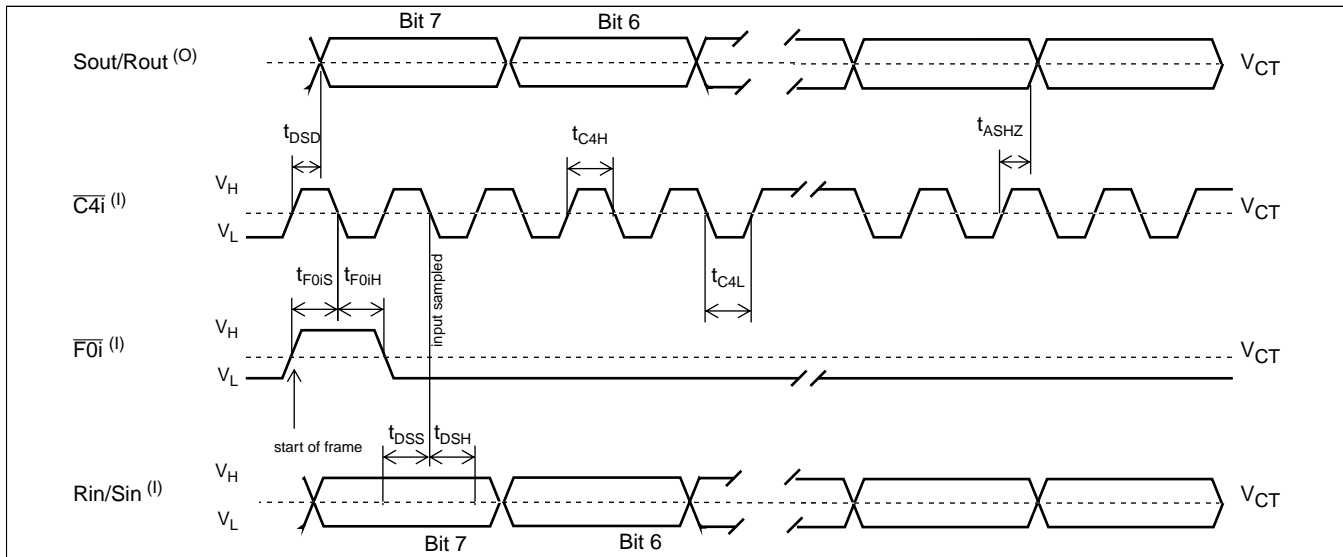 Bit 7 Bit 6
Sout/Rout (O) VCT
tDSD tC4H tASHZ
VH
C4i (I) VCT
VL
tF0iS tF0iH input sampled tC4L
VH
F0i (I) VCT
VL
start of frame tDSS tDSH
VH
Rin/Sin (I) VCT
VL
Bit 7 Bit 6